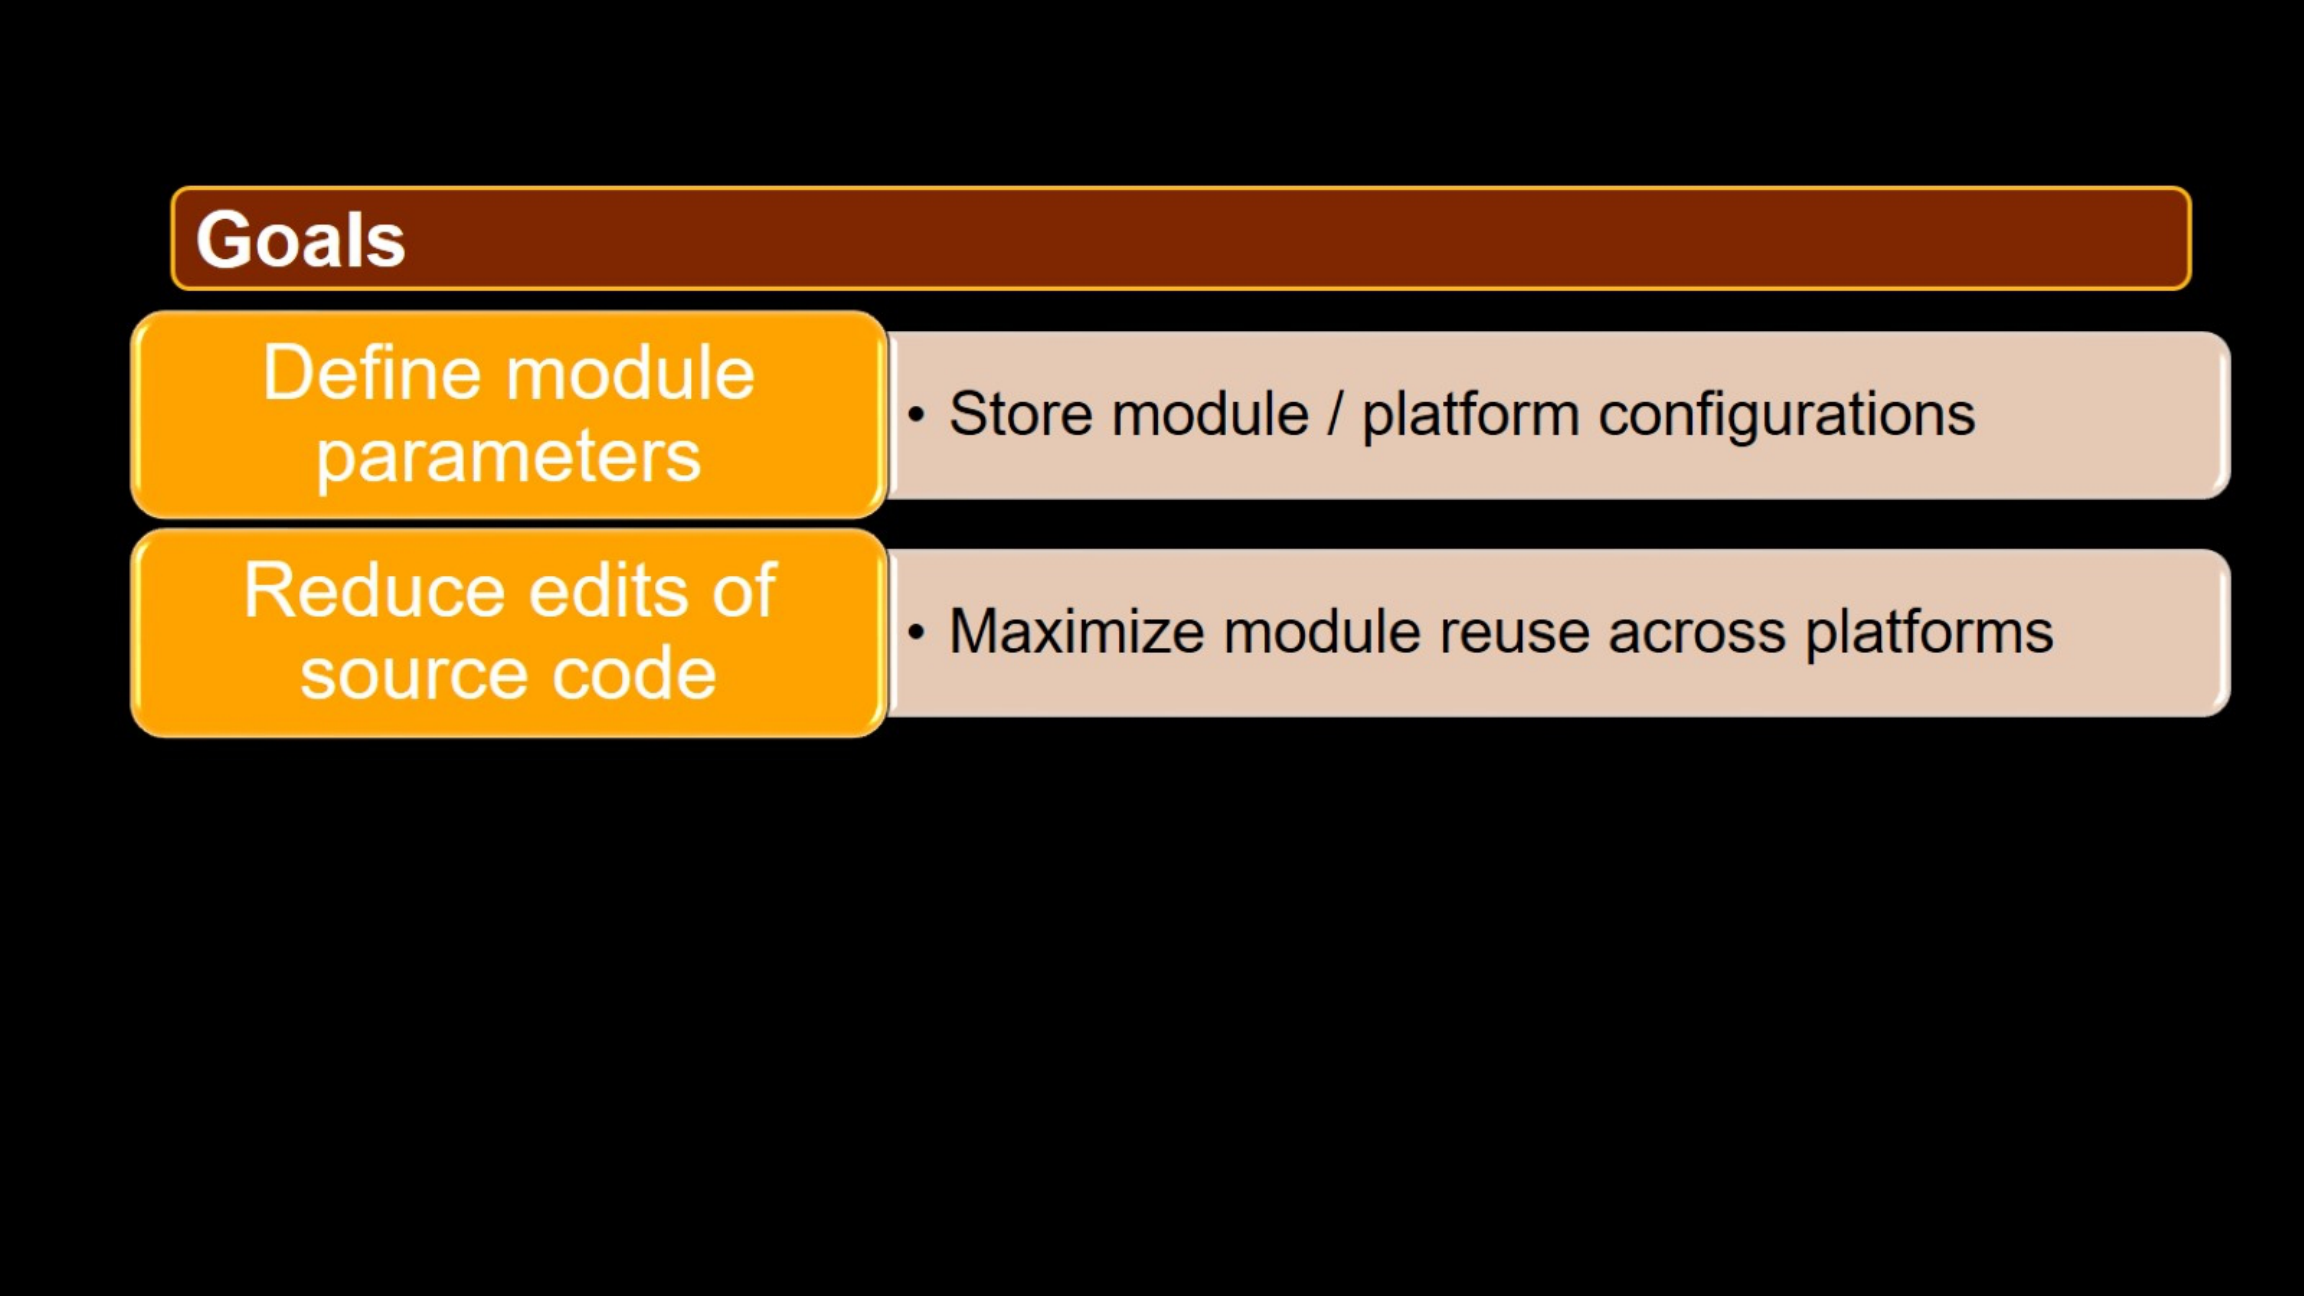 Goals
Define module
parameters
• Store module / platform configurations
Reduce edits of
source code
• Maximize module reuse across platforms